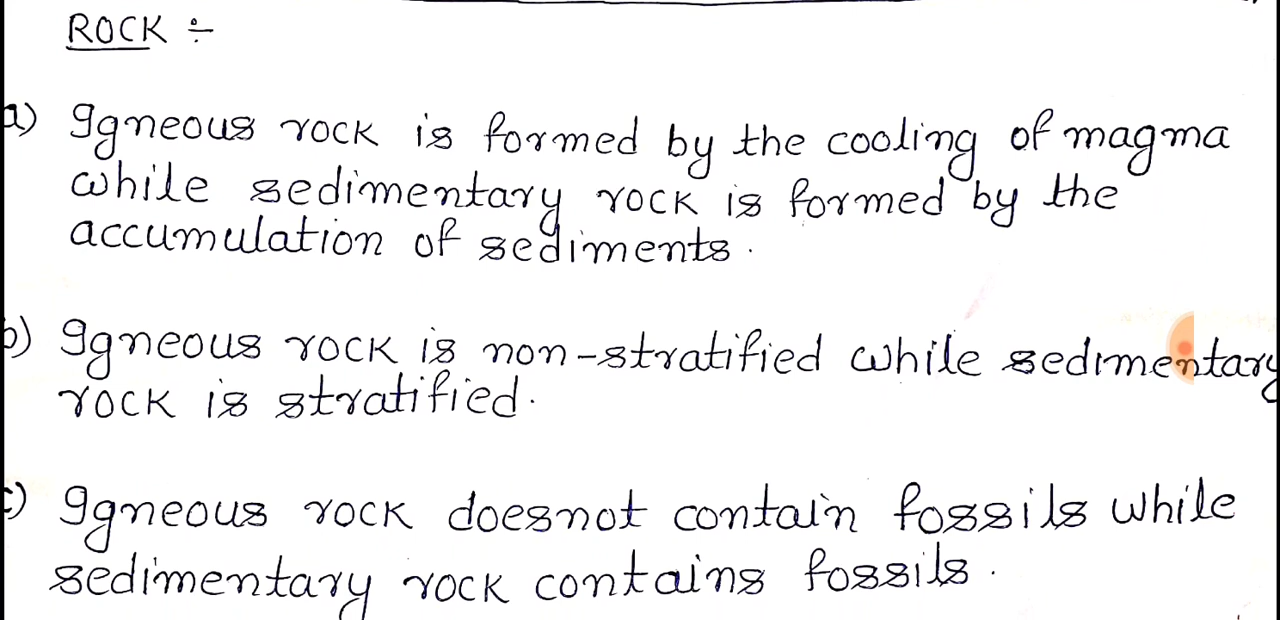 ROCK ÷
a) Igneous rock is formed by the cooling of magma
while sedimentary rock is formed by the
accumulation of sediments.
b) Igneous rock is non-stratified while sedimentary
rock is stratified.
c) Igneous rock doesnot contain fossils while
sedimentary rock contains fossils.